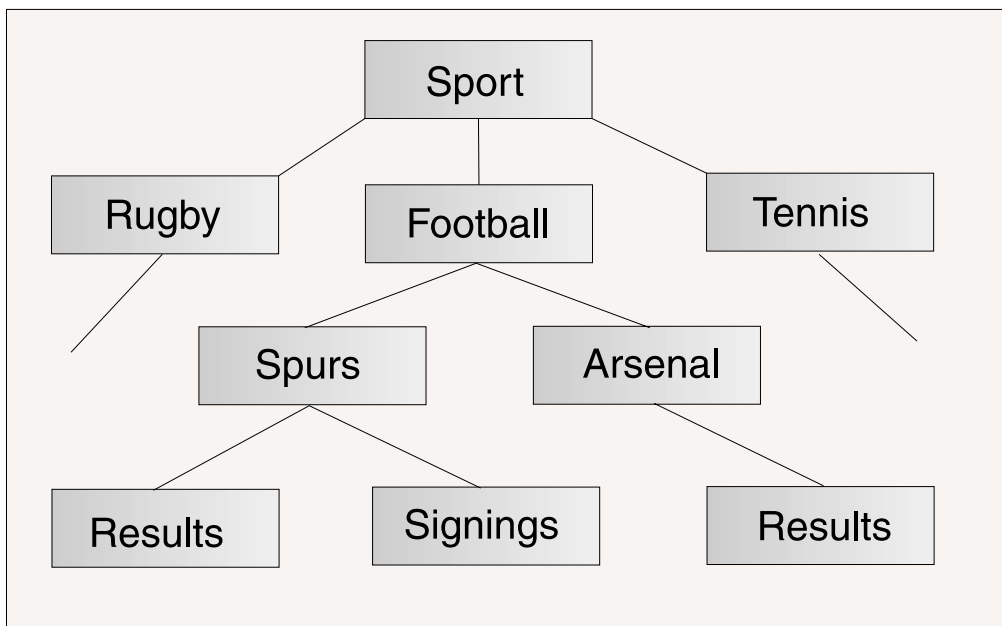 Sport
Rugby
Football
Tennis
Spurs
Arsenal
Results
Signings
Results